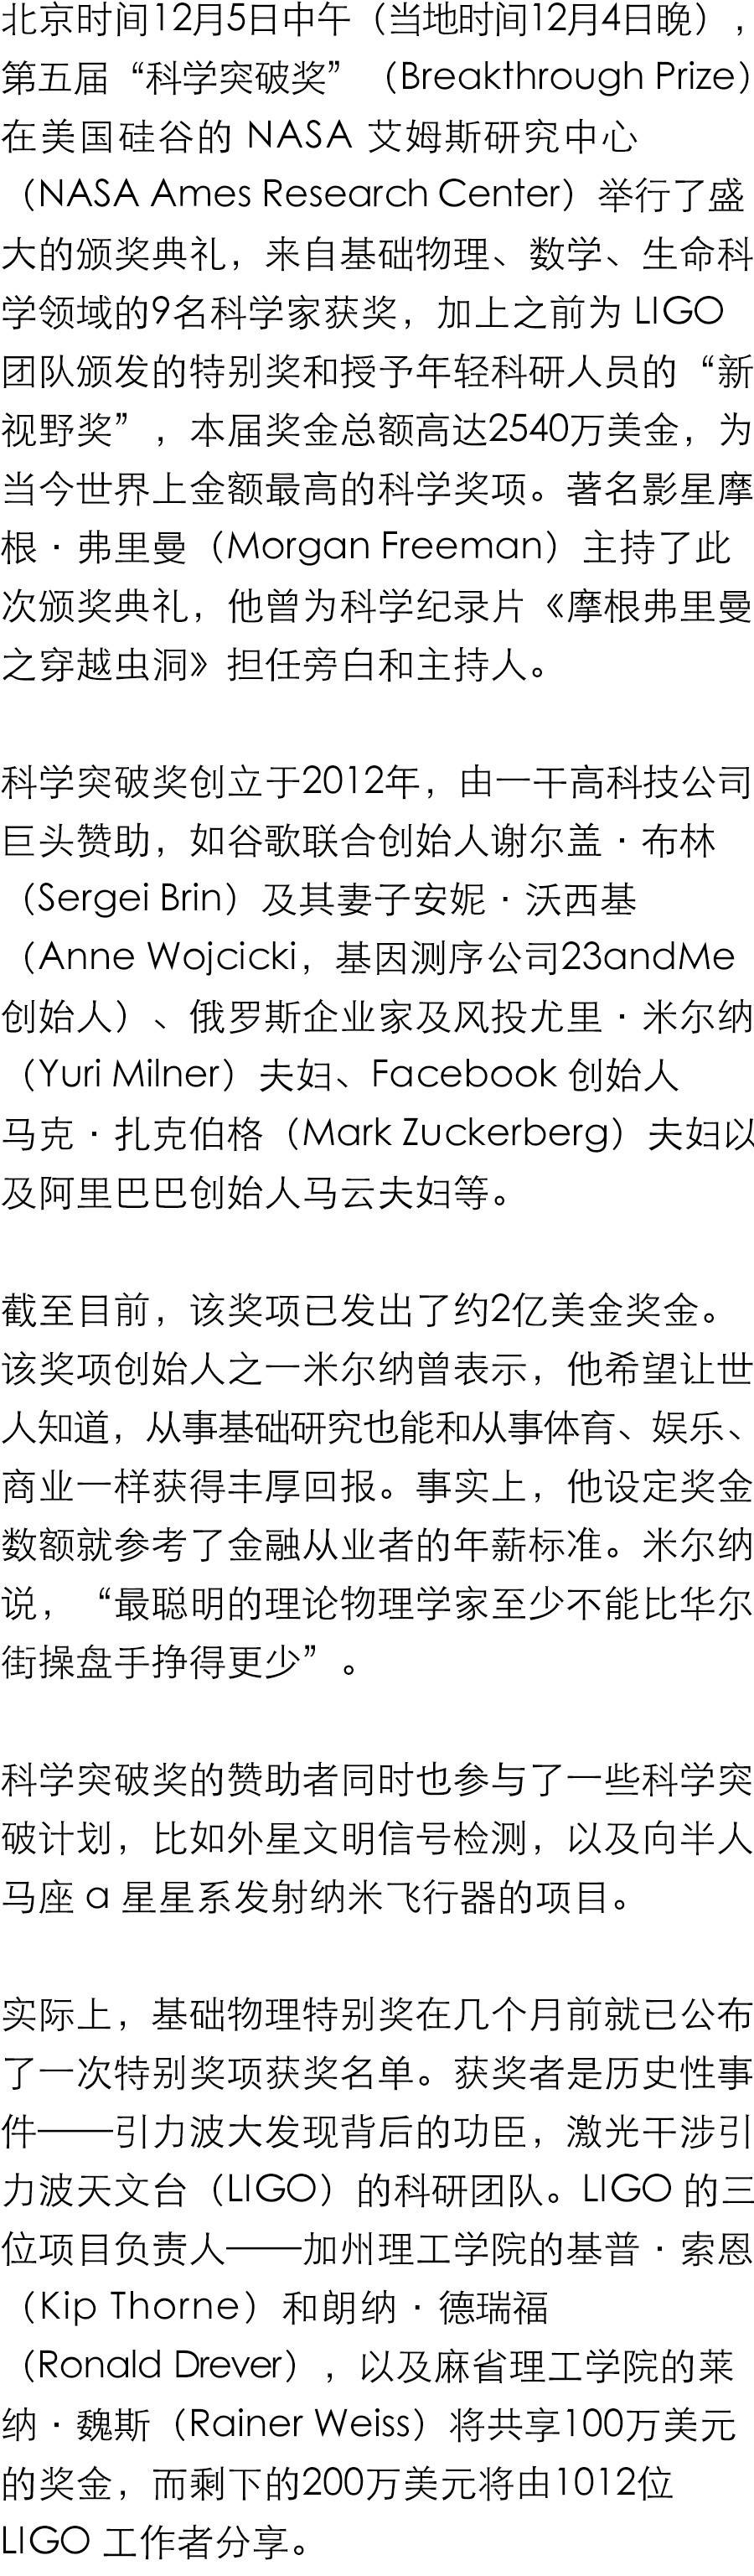 北京时间12月5日中午（当地时间12月4日晚），
第五届“科学突破奖”（Breakthrough Prize）
在美国硅谷的 NASA 艾姆斯研究中心
（NASA Ames Research Center）举行了盛
大的颁奖典礼，来自基础物理、数学、生命科
学领域的9名科学家获奖，加上之前为 LIGO
团队颁发的特别奖和授予年轻科研人员的“新
视野奖”，本届奖金总额高达2540万美金，为
当今世界上金额最高的科学奖项。著名影星摩
根·弗里曼（Morgan Freeman）主持了此
次颁奖典礼，他曾为科学纪录片《摩根弗里曼
之穿越虫洞》担任旁白和主持人。
科学突破奖创立于2012年，由一干高科技公司
巨头赞助，如谷歌联合创始人谢尔盖·布林
（Sergei Brin）及其妻子安妮·沃西基
（Anne Wojcicki，基因测序公司23andMe
创始人）、俄罗斯企业家及风投尤里·米尔纳
（Yuri Milner）夫妇、Facebook 创始人
马克·扎克伯格（Mark Zuckerberg）夫妇以
及阿里巴巴创始人马云夫妇等。
截至目前，该奖项已发出了约2亿美金奖金。
该奖项创始人之一米尔纳曾表示，他希望让世
人知道，从事基础研究也能和从事体育、娱乐、
商业一样获得丰厚回报。事实上，他设定奖金
数额就参考了金融从业者的年薪标准。米尔纳
说，“最聪明的理论物理学家至少不能比华尔
街操盘手挣得更少”。
科学突破奖的赞助者同时也参与了一些科学突
破计划，比如外星文明信号检测，以及向半人
马座 α 星星系发射纳米飞行器的项目。
实际上，基础物理特别奖在几个月前就已公布
了一次特别奖项获奖名单。获奖者是历史性事
件——引力波大发现背后的功臣，激光干涉引
力波天文台（LIGO）的科研团队。LIGO 的三
位项目负责人——加州理工学院的基普·索恩
（Kip Thorne）和朗纳·德瑞福
（Ronald Drever），以及麻省理工学院的莱
纳·魏斯（Rainer Weiss）将共享100万美元
的奖金，而剩下的200万美元将由1012位
LIGO 工作者分享。